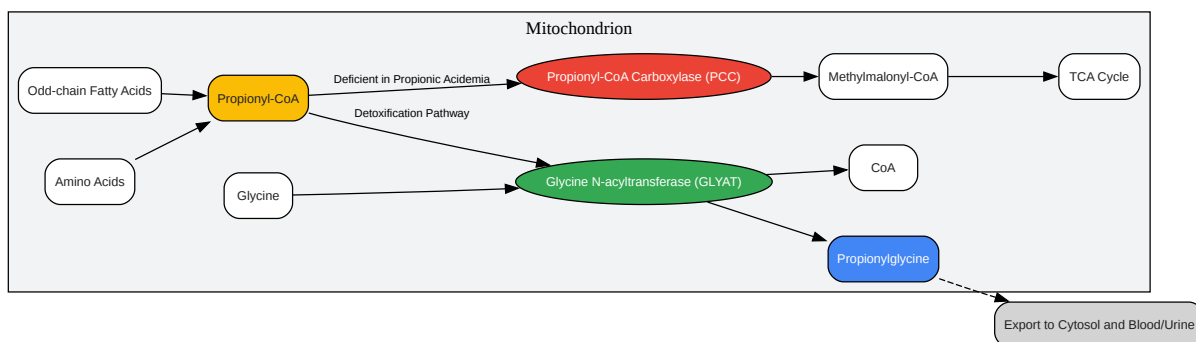 Mitochondrion
Odd-chain Fatty Acids
Propionyl-CoA
Deficient in Propionic Acidemia
Propionyl-CoA Carboxylase (PCC)
Methylmalonyl-CoA
TCA Cycle
Detoxification Pathway
Amino Acids
Glycine
Glycine N-acyltransferase (GLYAT)
CoA
Propionylglycine
Export to Cytosol and Blood/Urine